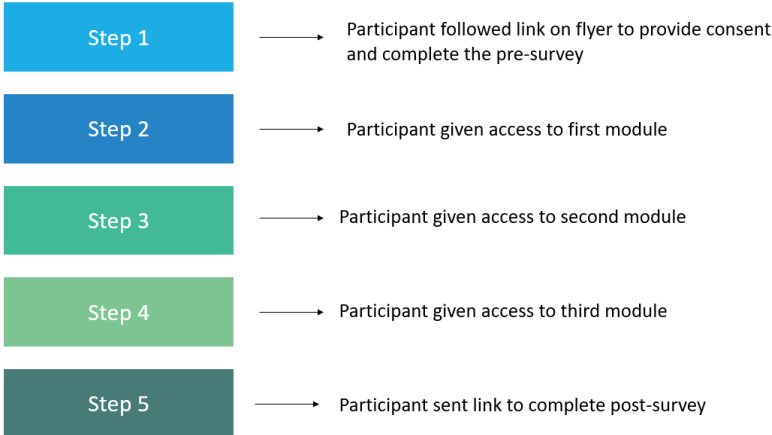 Step 1
Participant followed link on flyer to provide consent
and complete the pre-survey
Step 2
Participant given access to first module
Step 3
Participant given access to second module
Step 4
Participant given access to third module
Step 5
Participant sent link to complete post-survey